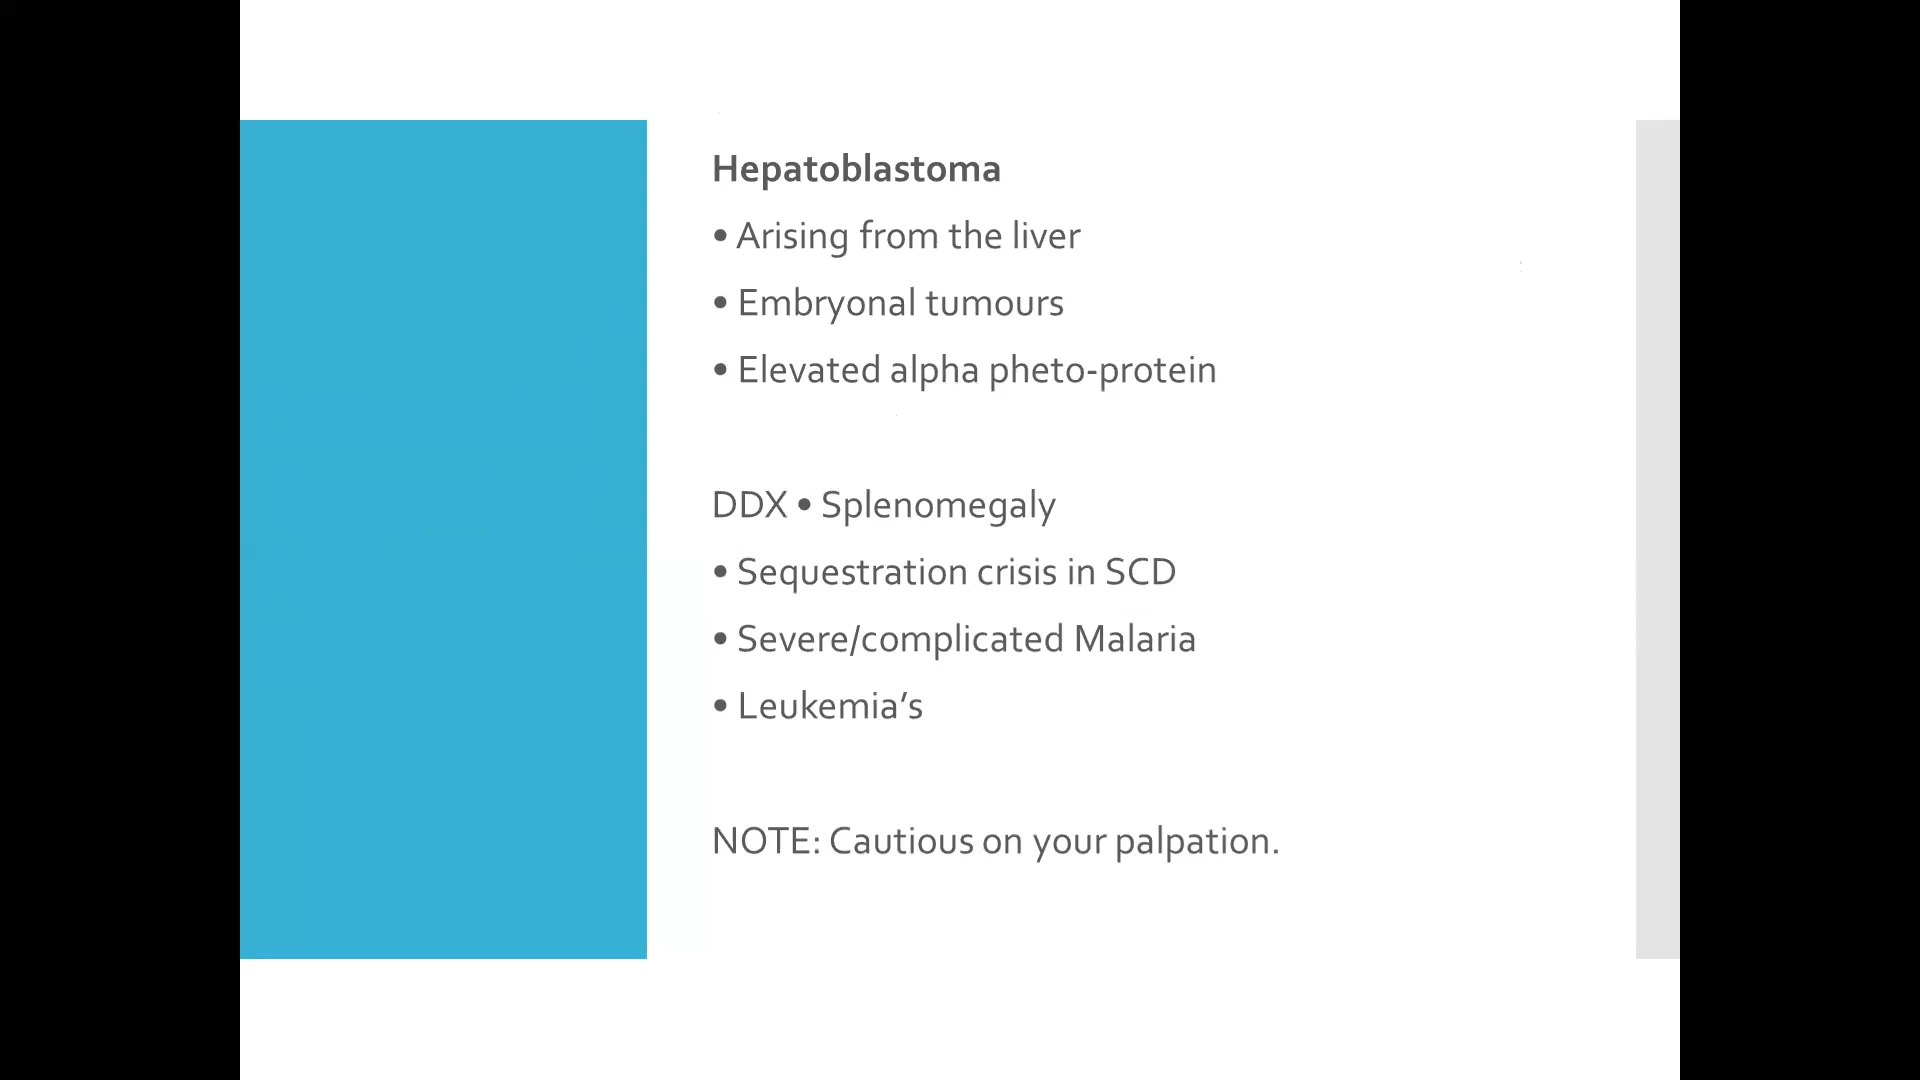 Hepatoblastoma
• Arising from the liver
• Embryonal tumours
• Elevated alpha pheto-protein
DDX • Splenomegaly
• Sequestration crisis in SCD
• Severe/complicated Malaria
• Leukemia’s
NOTE: Cautious on your palpation.